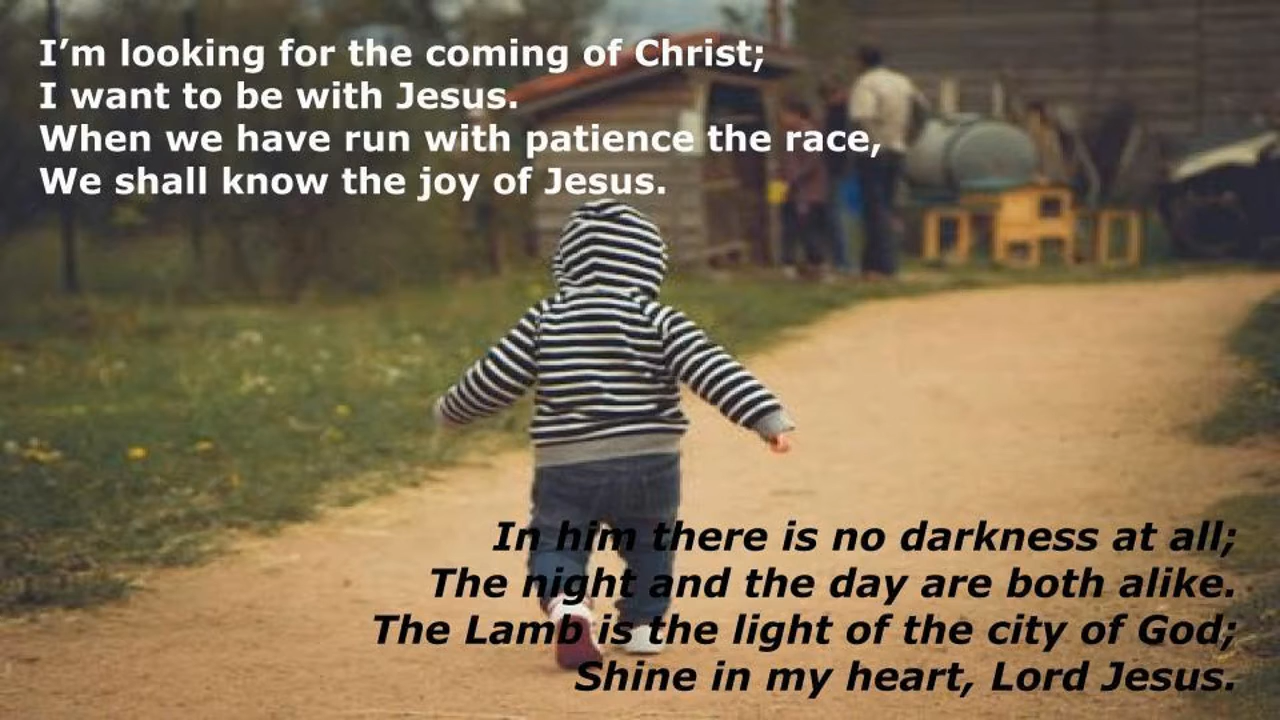 I’m looking for the coming of Christ;
I want to be with Jesus.
When we have run with patience the race,
We shall know the joy of Jesus.
In him there is no darkness at all;
The night and the day are both alike.
The Lamb is the light of the city of God;
Shine in my heart, Lord Jesus.